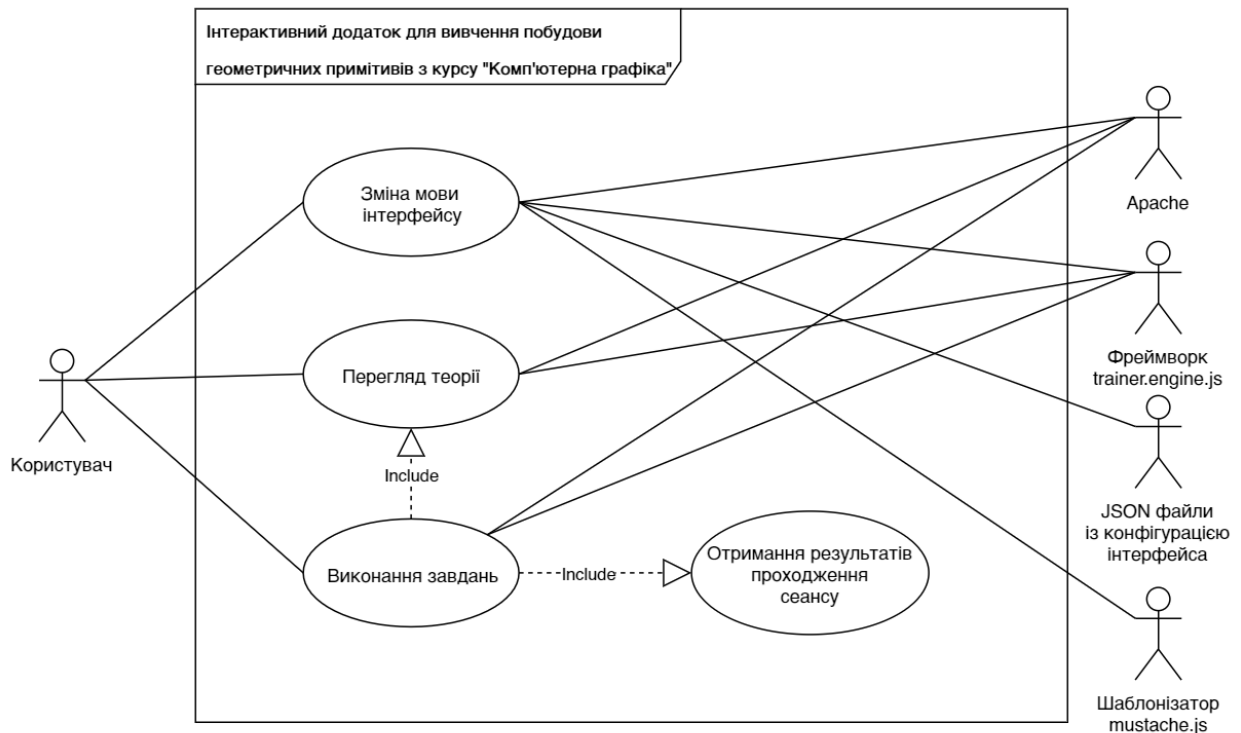 Інтерактивний додаток для вивчення побудови
геометричних примітивів з курсу "Комп'ютерна графіка"
Зміна мови
інтерфейсу
Apache
Перегляд теорії
Фреймворк
trainer.engine.js
Користувач
Include
JSON файли
із конфігурацією
інтерфейса
Виконання завдань
Include
Отримання результатів
проходження
сеансу
Шаблонізатор
mustache.js